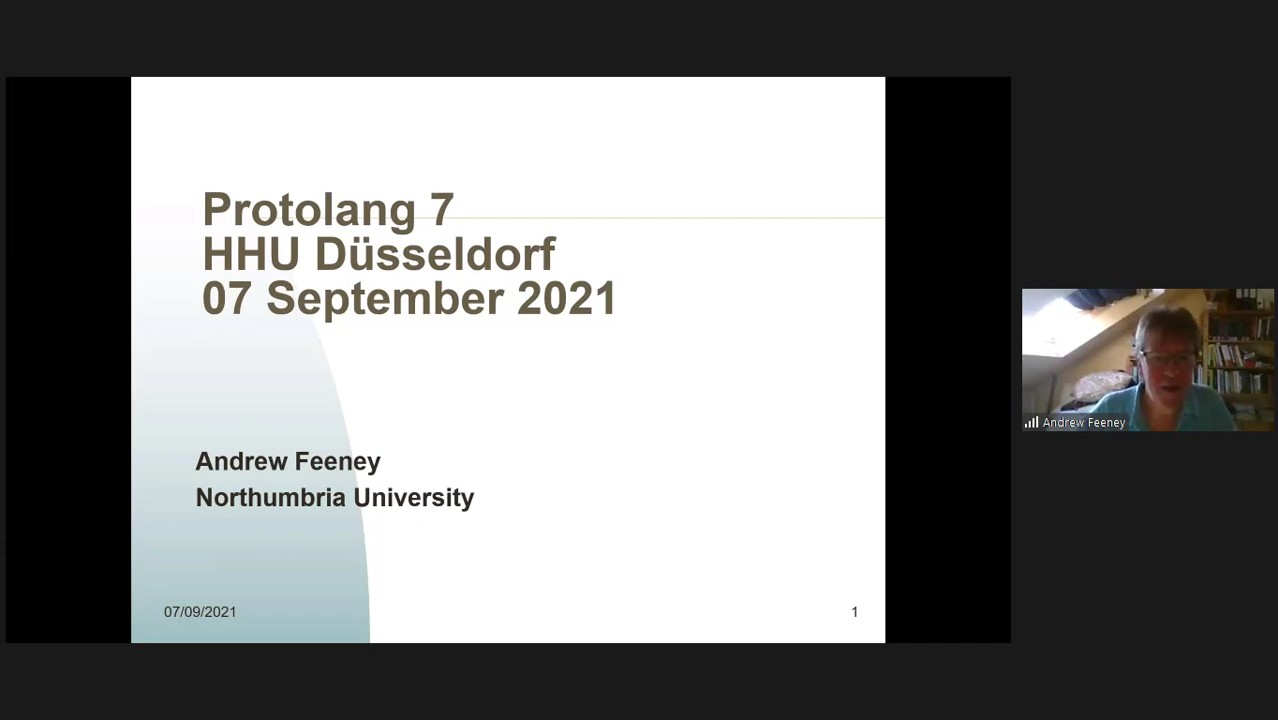 Protolang 7
HHU Düsseldorf
07 September 2021
Andrew Feeney
Northumbria University
07/09/2021
1
Andrew Feeney